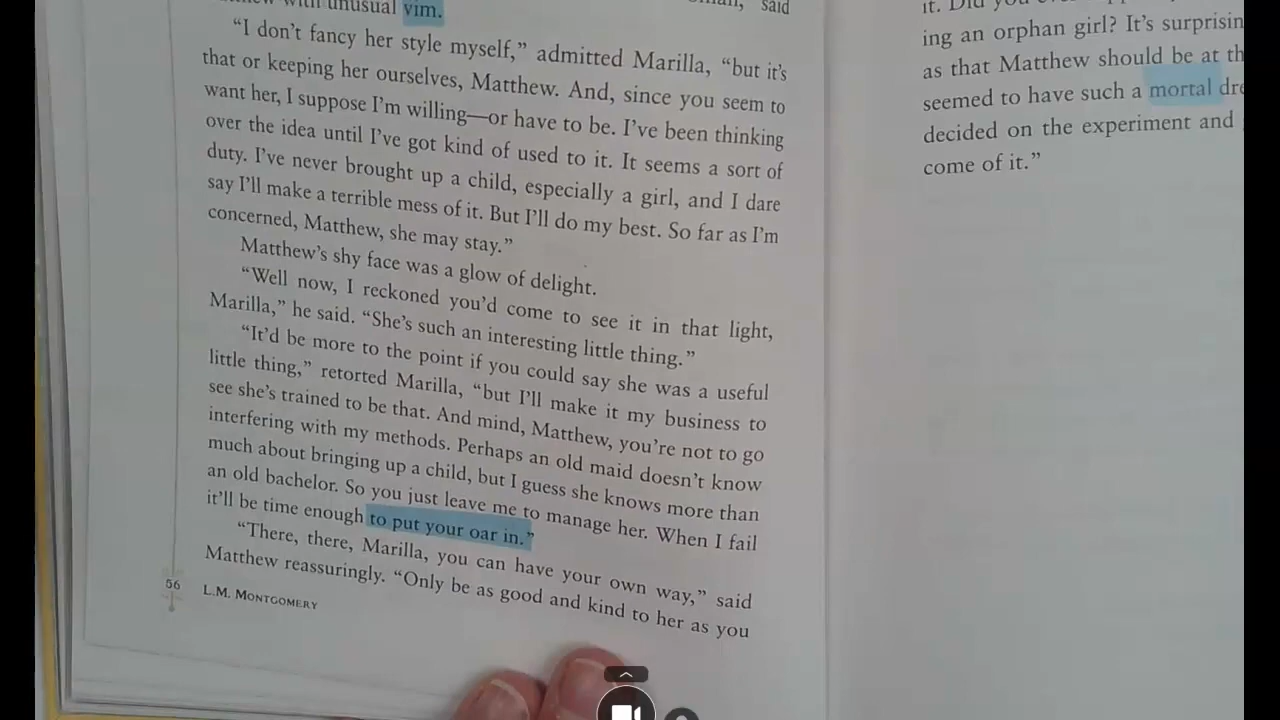 with unusual vim.
said
"I don't fancy her style myself," admitted Marilla, "but it's
that or keeping her ourselves, Matthew. And, since you seem to
want her, I suppose I'm willing—or have to be. I've been thinking
over the idea until I've got kind of used to it. It seems a sort of
duty. I've never brought up a child, especially a girl, and I dare
say I'll make a terrible mess of it. But I'll do my best. So far as I'm
concerned, Matthew, she may stay."
Matthew's shy face was a glow of delight.
"Well now, I reckoned you'd come to see it in that light,
Marilla," he said. "She's such an interesting little thing."
"It'd be more to the point if you could say she was a useful
little thing," retorted Marilla, "but I'll make it my business to
see she's trained to be that. And mind, Matthew, you're not to go
interfering with my methods. Perhaps an old maid doesn't know
much about bringing up a child, but I guess she knows more than
an old bachelor. So you just leave me to manage her. When I fail
it'll be time enough to put your oar in."
"There, there, Marilla, you can have your own way," said
Matthew reassuringly. "Only be as good and kind to her as you
56
L.M. MONTGOMERY
it. Did you
ing an orphan girl? It's surprisin
as that Matthew should be at th
seemed to have such a mortal dre
decided on the experiment and
come of it."